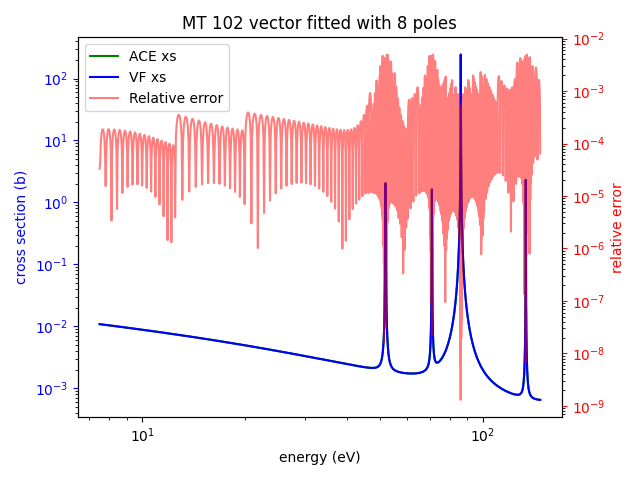 MT 102 vector fitted with 8 poles
ACE xs
VF xs
Relative error
cross section (b)
10²
10¹
10⁰
10⁻¹
10⁻²
10⁻³
10⁻²
10⁻³
10⁻⁴
10⁻⁵
10⁻⁶
10⁻⁷
10⁻⁸
10⁻⁹
relative error
10¹
10²
energy (eV)